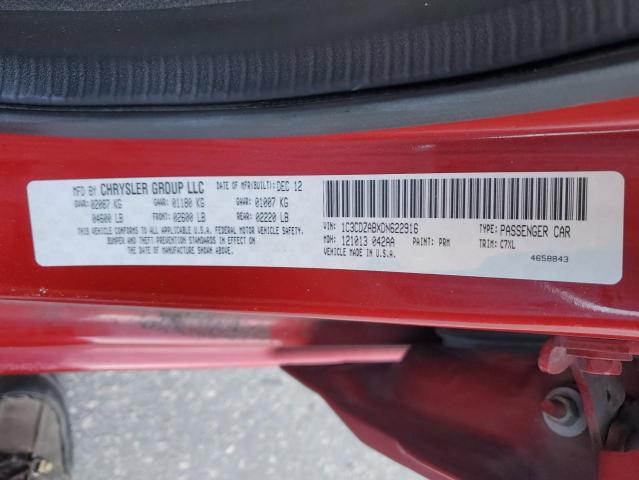 MFD BY CHRYSLER GROUP LLC DATE OF MFR(BUILT): DEC 12
GVWR: 02087 KG GAWR: 01180 KG GAWR: 01007 KG
04600 LB FRONT: 02600 LB REAR: 02220 LB
THIS VEHICLE CONFORMS TO ALL APPLICABLE U.S.A. FEDERAL MOTOR VEHICLE SAFETY,
BUMPER AND THEFT PREVENTION STANDARDS IN EFFECT ON
THE DATE OF MANUFACTURE SHOWN ABOVE.
VIN: 1C3CDZABXDN622916 TYPE: PASSENGER CAR
MDH: 121013 042AA PAINT: PRM TRIM: C7XL
VEHICLE MADE IN U.S.A. 4658843